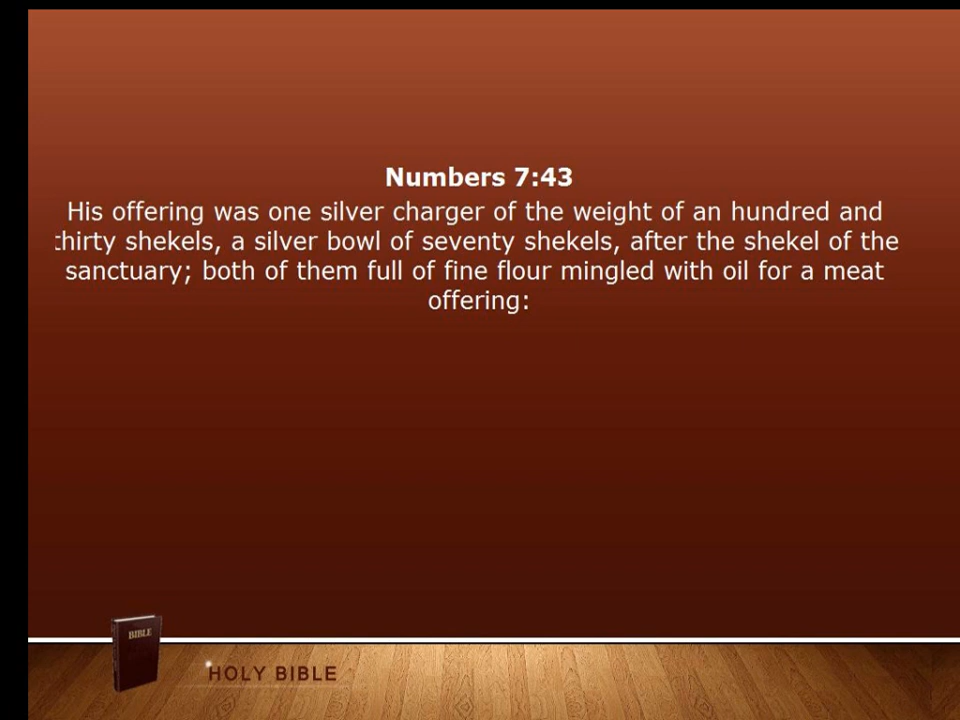 Numbers 7:43
His offering was one silver charger of the weight of an hundred and
thirty shekels, a silver bowl of seventy shekels, after the shekel of the
sanctuary; both of them full of fine flour mingled with oil for a meat
offering:
BIBLE
HOLY BIBLE